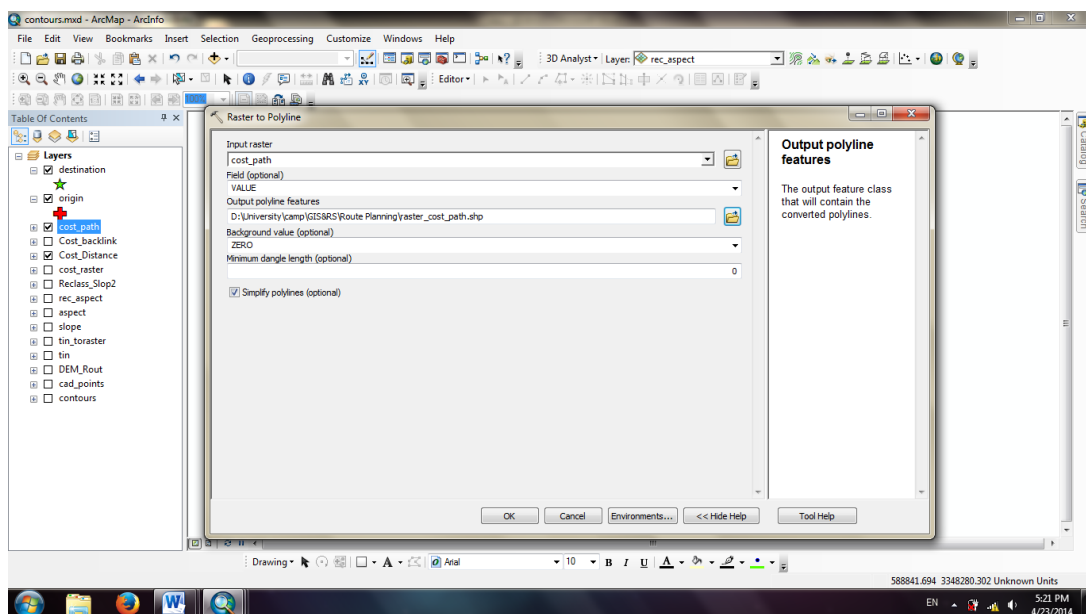 contours.mxd - ArcMap - ArcInfo
File Edit View Bookmarks Insert Selection Geoprocessing Customize Windows Help
3D Analyst Layer: rec_aspect
Editor
100%
Table Of Contents
Layers
destination
origin
cost_path
Cost_backlink
Cost_Distance
cost_raster
Reclass_Slop2
rec_aspect
aspect
slope
tin_toraster
tin
DEM_Rout
cad_points
contours
Raster to Polyline
Input raster
cost_path
Field (optional)
VALUE
Output polyline features
D:\University\camp\GIS&RS\Route Planning\raster_cost_path.shp
Background value (optional)
ZERO
Minimum dangle length (optional)
0
Simplify polylines (optional)
OK Cancel Environments... << Hide Help Tool Help
Output polyline
features
The output feature class
that will contain the
converted polylines.
Catalog
Search
Drawing A Arial 10 B I U A
588841.694 3348280.302 Unknown Units
W EN 5:21 PM
4/23/2014